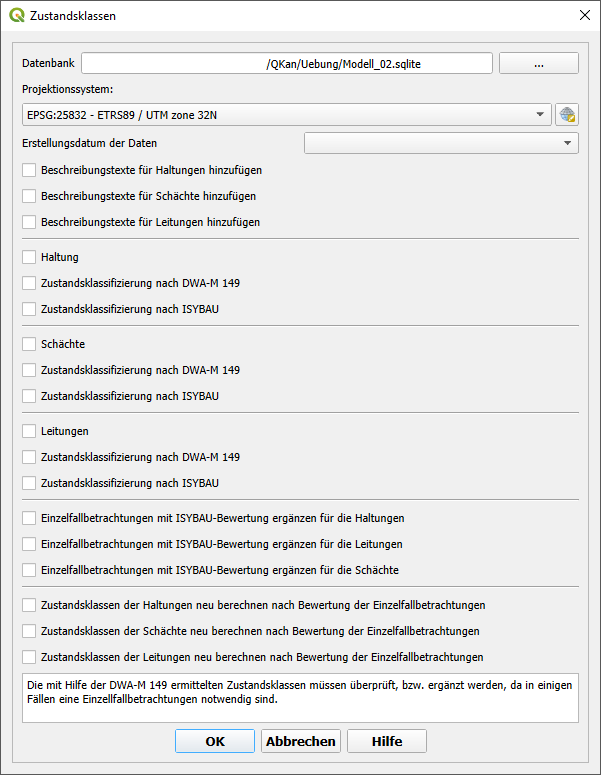 Zustandsklassen
Datenbank /QKan/Uebung/Modell_02.sqlite ...
Projektionssystem:
EPSG:25832 - ETRS89 / UTM zone 32N
Erstellungsdatum der Daten
Beschreibungstexte für Haltungen hinzufügen
Beschreibungstexte für Schächte hinzufügen
Beschreibungstexte für Leitungen hinzufügen
Haltung
Zustandsklassifizierung nach DWA-M 149
Zustandsklassifizierung nach ISYBAU
Schächte
Zustandsklassifizierung nach DWA-M 149
Zustandsklassifizierung nach ISYBAU
Leitungen
Zustandsklassifizierung nach DWA-M 149
Zustandsklassifizierung nach ISYBAU
Einzelfallbetrachtungen mit ISYBAU-Bewertung ergänzen für die Haltungen
Einzelfallbetrachtungen mit ISYBAU-Bewertung ergänzen für die Leitungen
Einzelfallbetrachtungen mit ISYBAU-Bewertung ergänzen für die Schächte
Zustandsklassen der Haltungen neu berechnen nach Bewertung der Einzelfallbetrachtungen
Zustandsklassen der Schächte neu berechnen nach Bewertung der Einzelfallbetrachtungen
Zustandsklassen der Leitungen neu berechnen nach Bewertung der Einzelfallbetrachtungen
Die mit Hilfe der DWA-M 149 ermittelten Zustandsklassen müssen überprüft, bzw. ergänzt werden, da in einigen
Fällen eine Einzellfallbetrachtungen notwendig sind.
OK Abbrechen Hilfe